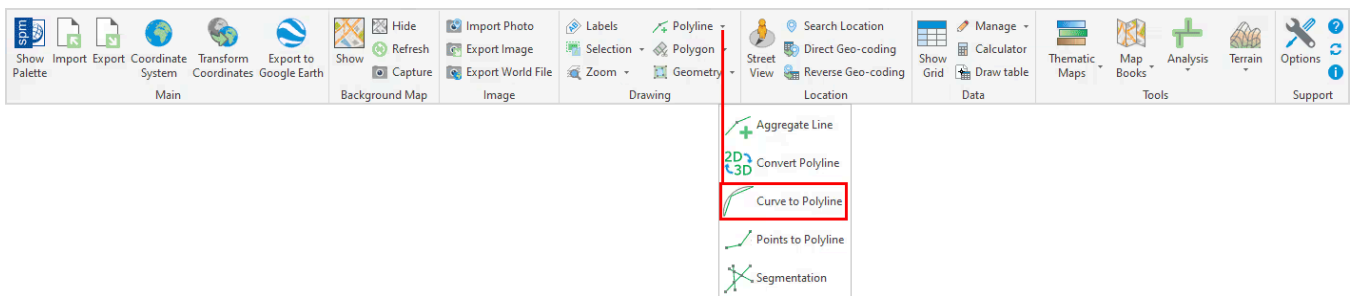 spm
Show
Palette
Import
Export
Coordinate
System
Transform
Coordinates
Export to
Google Earth
Main
Show
Hide
Refresh
Capture
Background Map
Import Photo
Export Image
Export World File
Image
Labels
Selection
Zoom
Polyline
Polygon
Geometry
Drawing
Street
View
Search Location
Direct Geo-coding
Reverse Geo-coding
Location
Show
Grid
Manage
Calculator
Draw table
Data
Thematic
Maps
Map
Books
Analysis
Terrain
Tools
Options
?
i
Support
Aggregate Line
2D
3D
Convert Polyline
Curve to Polyline
Points to Polyline
Segmentation